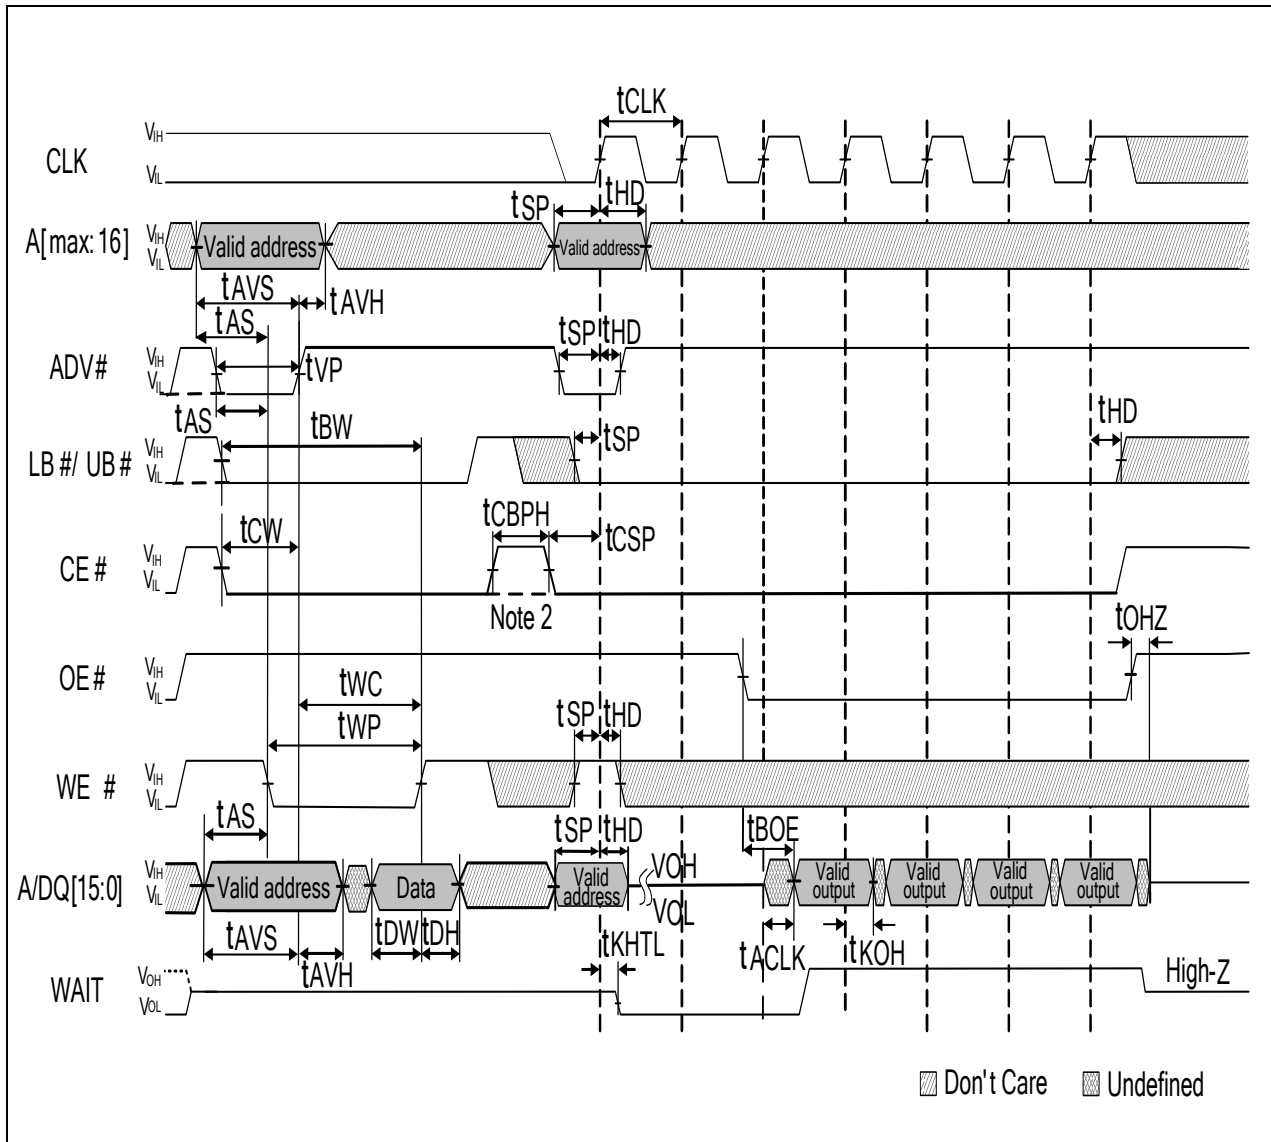 tCLK
VIH
CLK
VIL
tSP tHD
A[max: 16] VIH VIL Valid address Valid address
tAVS tAVH
tAS
tSP tHD
ADV# VIH VIL tVP
tAS tBW tSP tHD
LB #/ UB # VIH VIL
tCBPH
tCW tCSP
CE # VIH VIL
Note 2
tOHZ
OE # VIH VIL
tWC
tSP tHD
tWP
WE # VIH VIL
tAS tSP tHD tBOE
A/DQ[15:0] VIH VIL Valid address Data Valid address VOH VOL Valid output Valid output Valid output Valid output
tAVS tDW tDH
tAVH tKHTL tACLK tKOH
WAIT VOH VOL High-Z
Don't Care Undefined